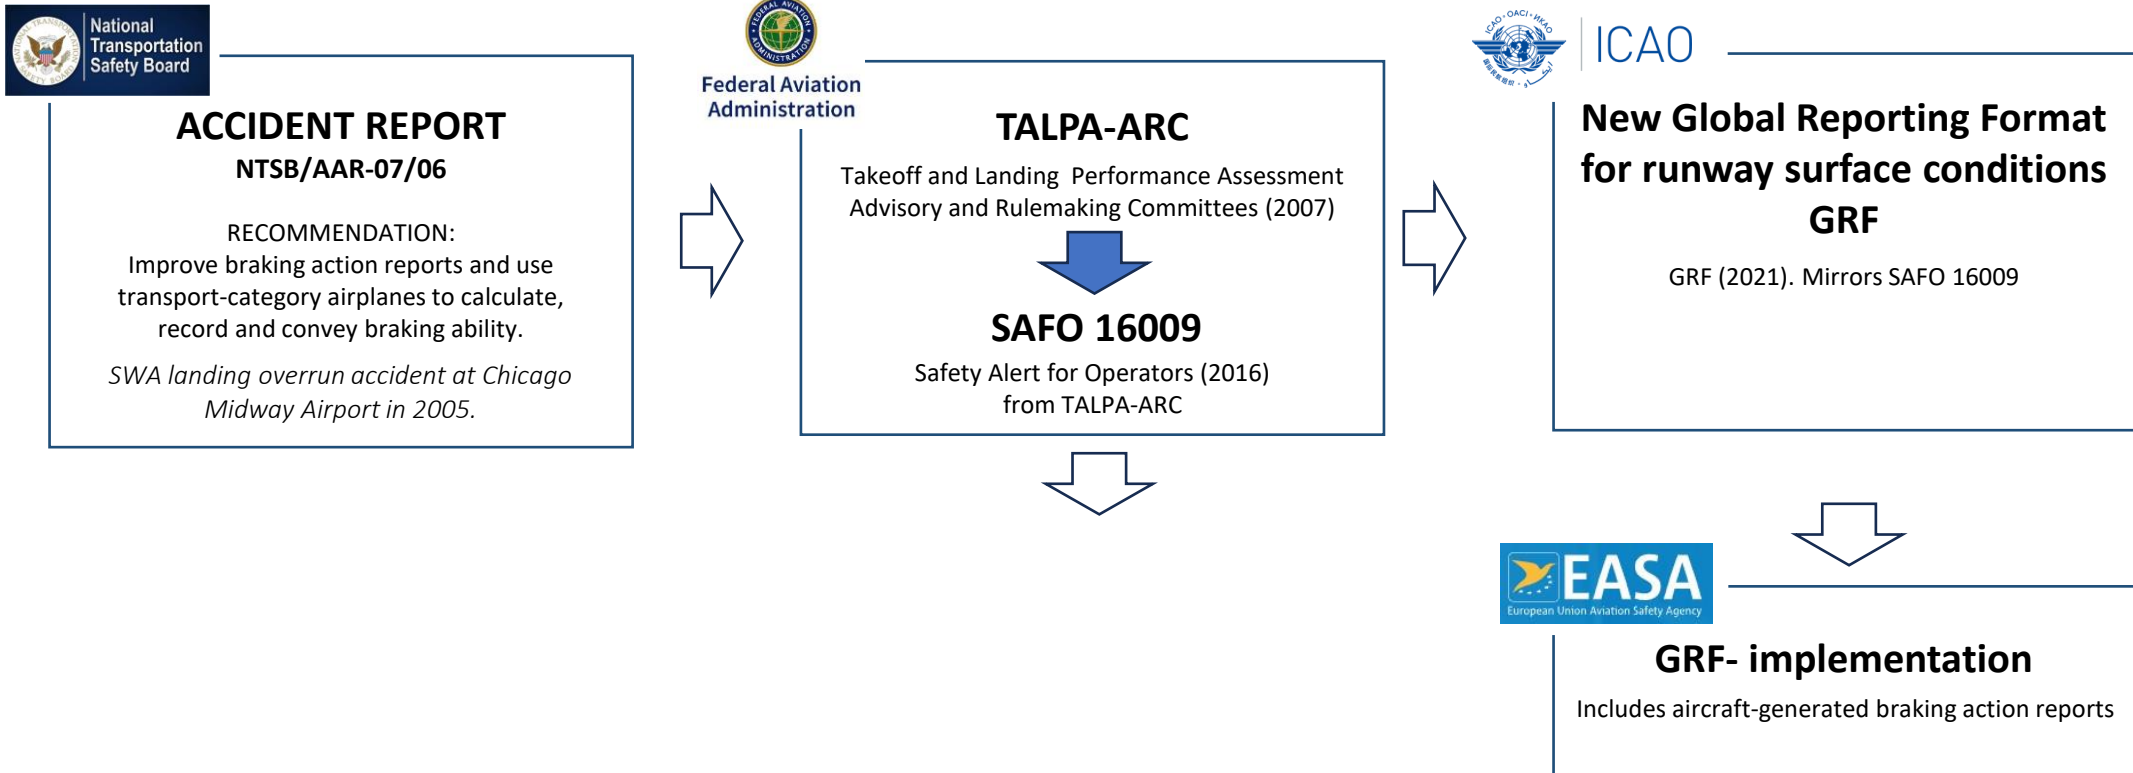 National
Transportation
Safety Board
ACCIDENT REPORT
NTSB/AAR-07/06
RECOMMENDATION:
Improve braking action reports and use
transport-category airplanes to calculate,
record and convey braking ability.
SWA landing overrun accident at Chicago
Midway Airport in 2005.
Federal Aviation
Administration
TALPA-ARC
Takeoff and Landing  Performance Assessment
Advisory and Rulemaking Committees (2007)
SAFO 16009
Safety Alert for Operators (2016)
from TALPA-ARC
ICAO
New Global Reporting Format
for runway surface conditions
GRF
GRF (2021). Mirrors SAFO 16009
EASA
European Union Aviation Safety Agency
GRF- implementation
Includes aircraft-generated braking action reports